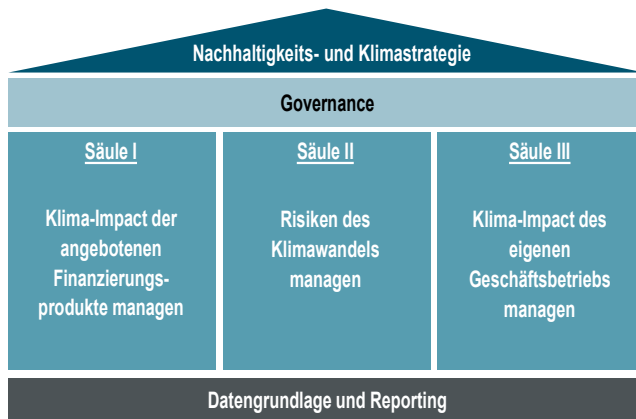 Nachhaltigkeits- und Klimastrategie
Governance
Säule I
Klima-Impact der
angebotenen
Finanzierungs-
produkte managen
Säule II
Risiken des
Klimawandels
managen
Säule III
Klima-Impact des
eigenen
Geschäftsbetriebs
managen
Datengrundlage und Reporting